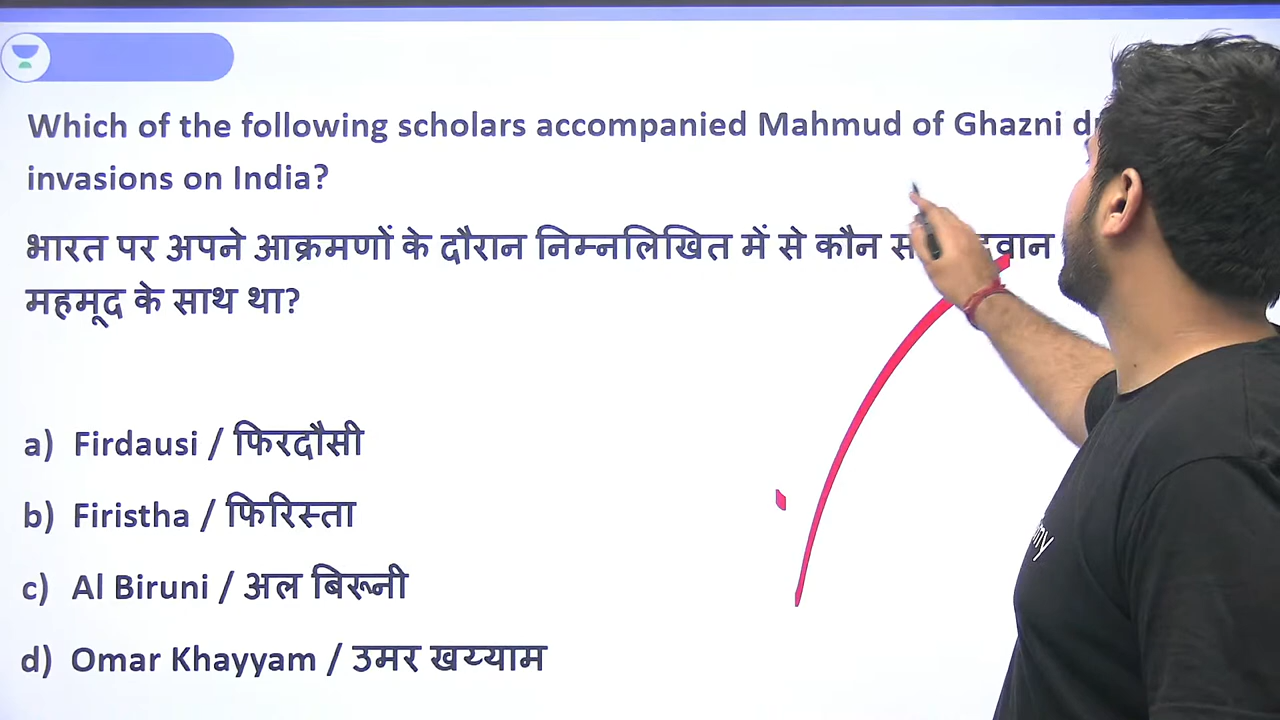 Which of the following scholars accompanied Mahmud of Ghazni
invasions on India?
भारत पर अपने आक्रमणों के दौरान निम्नलिखित में से कौन
महमूद के साथ था?
a) Firdausi / फिरदौसी
b) Firistha / फिरिस्ता
c) Al Biruni / अल बिरूनी
d) Omar Khayyam / उमर खय्याम